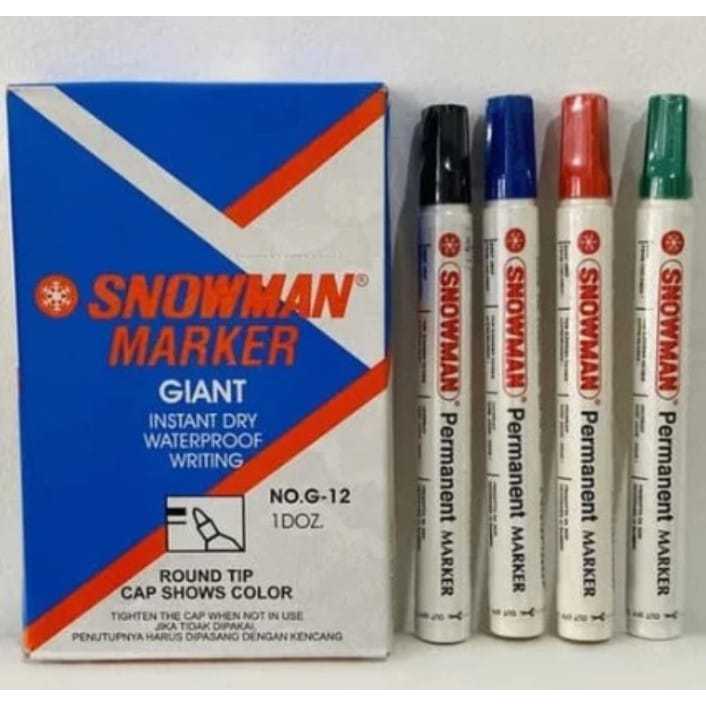 SNOWMAN®
MARKER
GIANT
INSTANT DRY
WATERPROOF
WRITING
NO.G-12
1DOZ.
ROUND TIP
CAP SHOWS COLOR
TIGHTEN THE CAP WHEN NOT IN USE
JIKA TIDAK DIPAKAI,
PENUTUPNYA HARUS DIPASANG DENGAN KENCANG
SNOWMAN® Permanent MARKER
SNOWMAN® Permanent MARKER
SNOWMAN® Permanent MARKER
SNOWMAN® Permanent MARKER